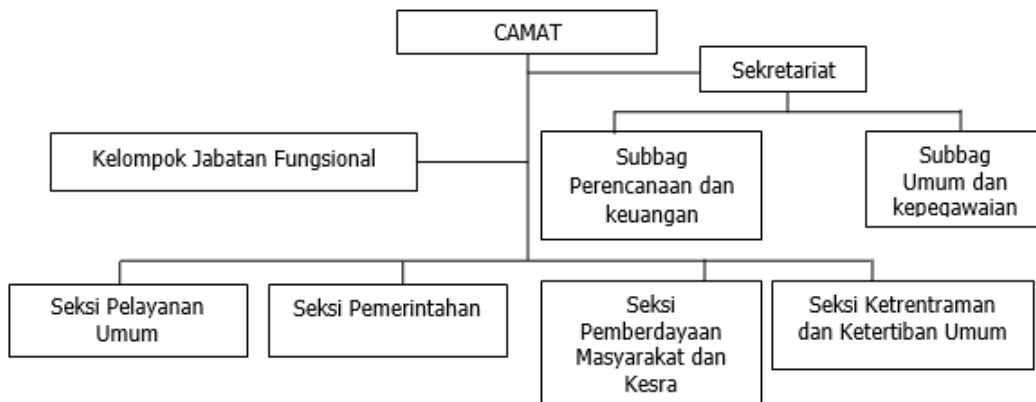 CAMAT
Sekretariat
Kelompok Jabatan Fungsional
Subbag
Perencanaan dan
keuangan
Subbag
Umum dan
kepegawaian
Seksi Pelayanan
Umum
Seksi Pemerintahan
Seksi
Pemberdayaan
Masyarakat dan
Kesra
Seksi Ketrentraman
dan Ketertiban Umum